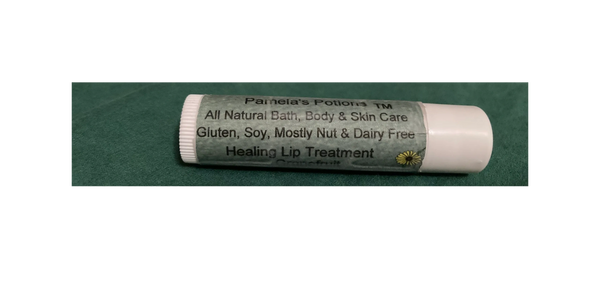 Pamela's Potions TM
All Natural Bath, Body & Skin Care
Gluten, Soy, Mostly Nut & Dairy Free
Healing Lip Treatment